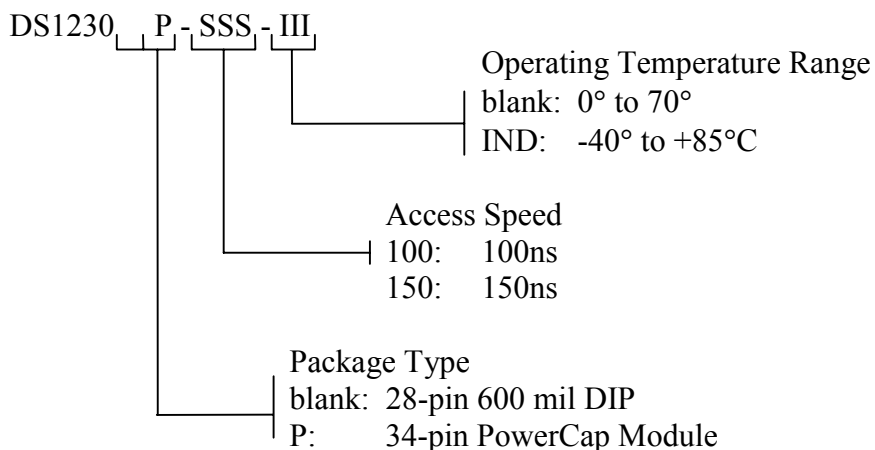 DS1230 P - SSS - III
Operating Temperature Range
blank: 0° to 70°
IND: -40° to +85°C
Access Speed
100: 100ns
150: 150ns
Package Type
blank: 28-pin 600 mil DIP
P: 34-pin PowerCap Module